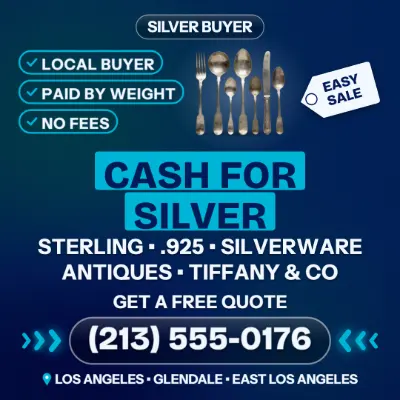 SILVER BUYER
LOCAL BUYER
PAID BY WEIGHT
NO FEES
EASY
SALE
CASH FOR
SILVER
STERLING • .925 • SILVERWARE
ANTIQUES • TIFFANY & CO
GET A FREE QUOTE
(213) 555-0176
LOS ANGELES • GLENDALE • EAST LOS ANGELES